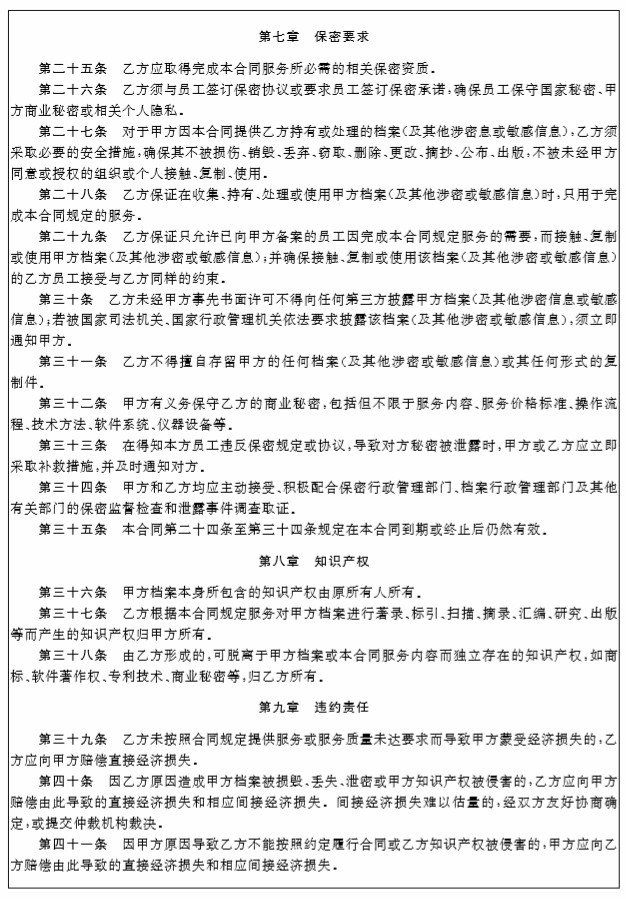 第七章 保密要求
第二十五条 乙方应取得完成本合同服务所必需的相关保密资质。
第二十六条 乙方须与员工签订保密协议或要求员工签订保密承诺，确保员工保守国家秘密、甲
方商业秘密或相关个人隐私。
第二十七条 对于甲方因本合同提供乙方持有或处理的档案（及其他涉密息或敏感信息），乙方须
采取必要的安全措施，确保其不被损伤、销毁、丢弃、窃取、删除、更改、摘抄、公布、出版，不被未经甲方
同意或授权的组织或个人接触、复制、使用。
第二十八条 乙方保证在收集、持有、处理或使用甲方档案（及其他涉密或敏感信息）时，只用于完
成本合同规定的服务。
第二十九条 乙方保证只允许已向甲方备案的员工因完成本合同规定服务的需要，而接触、复制
或使用甲方档案（及其他涉密或敏感信息）；并确保接触、复制或使用该档案（及其他涉密或敏感信息）
的乙方员工接受与乙方同样的约束。
第三十条 乙方未经甲方事先书面许可不得向任何第三方披露甲方档案（及其他涉密信息或敏感
信息）；若被国家司法机关、国家行政管理机关依法要求披露该档案（及其他涉密或敏感信息），须立即
通知甲方。
第三十一条 乙方不得擅自存留甲方的任何档案（及其他涉密或敏感信息）或其任何形式的复
制件。
第三十二条 甲方有义务保守乙方的商业秘密，包括但不限于服务内容、服务价格标准、操作流
程、技术方法、软件系统、仪器设备等。
第三十三条 在得知本方员工违反保密规定或协议，导致对方秘密被泄露时，甲方或乙方应立即
采取补救措施，并及时通知对方。
第三十四条 甲方和乙方均应主动接受、积极配合保密行政管理部门、档案行政管理部门及其他
有关部门的保密监督检查和泄露事件调查取证。
第三十五条 本合同第二十四条至第三十四条规定在本合同到期或终止后仍然有效。
第八章 知识产权
第三十六条 甲方档案本身所包含的知识产权由原所有人所有。
第三十七条 乙方根据本合同规定服务对甲方档案进行著录、标引、扫描、摘录、汇编、研究、出版
等而产生的知识产权归甲方所有。
第三十八条 由乙方形成的，可脱离于甲方档案或本合同服务内容而独立存在的知识产权，如商
标、软件著作权、专利技术、商业秘密等，归乙方所有。
第九章 违约责任
第三十九条 乙方未按照合同规定提供服务或服务质量未达要求而导致甲方蒙受经济损失的，乙
方应向甲方赔偿直接经济损失。
第四十条 因乙方原因造成甲方档案被损毁、丢失、泄密或甲方知识产权被侵害的，乙方应向甲方
赔偿由此导致的直接经济损失和相应间接经济损失。间接经济损失难以估量的，经双方友好协商确
定，或提交仲裁机构裁决。
第四十一条 因甲方原因导致乙方不能按照约定履行合同或乙方知识产权被侵害的，甲方应向乙
方赔偿由此导致的直接经济损失和相应间接经济损失。